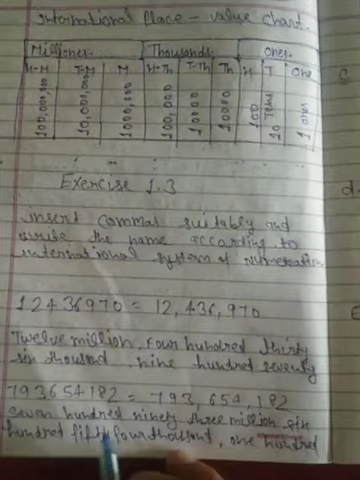 International Place - value chart.
Millions Thousands Ones
H-M T-M M H-Th T-Th Th H T One
100,000,000 10,000,000 1000,000 100,000 10000 100 10 Tens 1
Exercise 1.3
insert commas suitably and
write the name according to
international system of Numeration
12436970 = 12,436,970
Twelve million, Four hundred thirty
six thousand, nine hundred seventy
793654182 = 793,654,182
Seven hundred ninety three million six
hundred fifty four thousand, one hundred